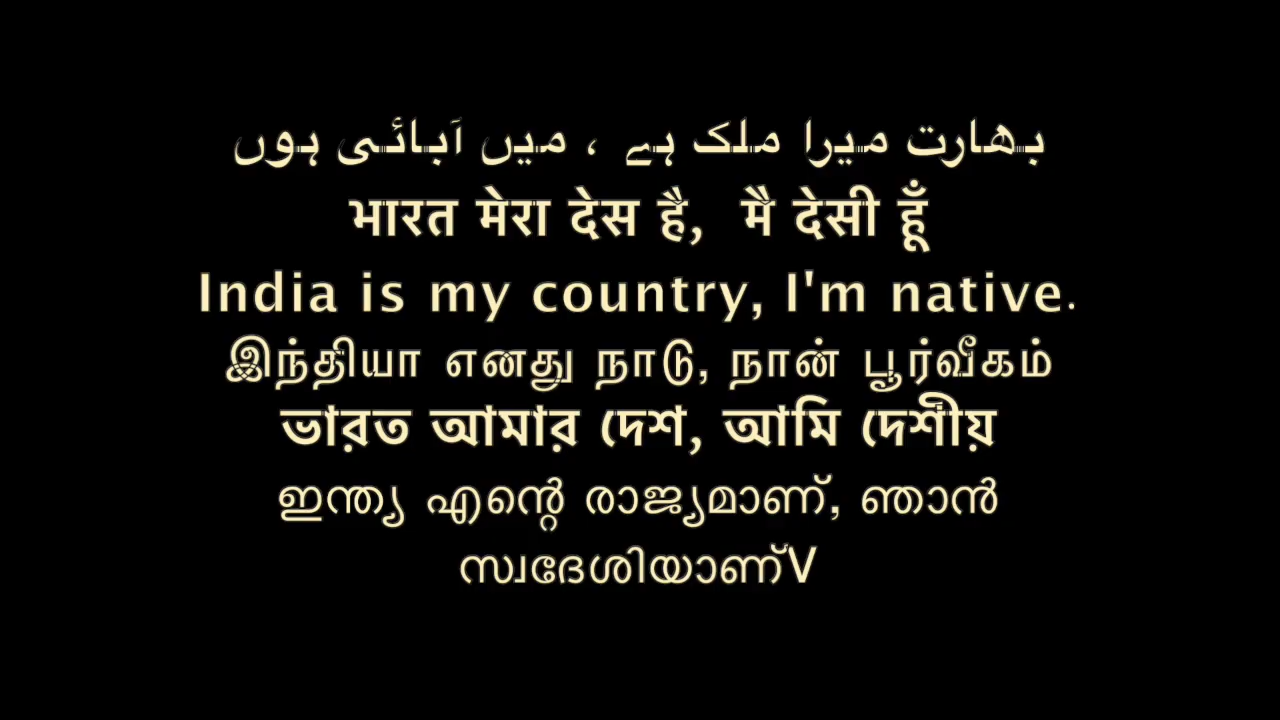 بھارت میرا ملک ہے ، میں آبائی ہوں
भारत मेरा देस है, मै देसी हूँ
India is my country, I'm native.
இந்தியா எனது நாடு, நான் பூர்வீகம்
ভারত আমার দেশ, আমি দেশীয়
ഇന്ത്യ എന്റെ രാജ്യമാണ്, ഞാൻ
സ്വദേശിയാണ്V